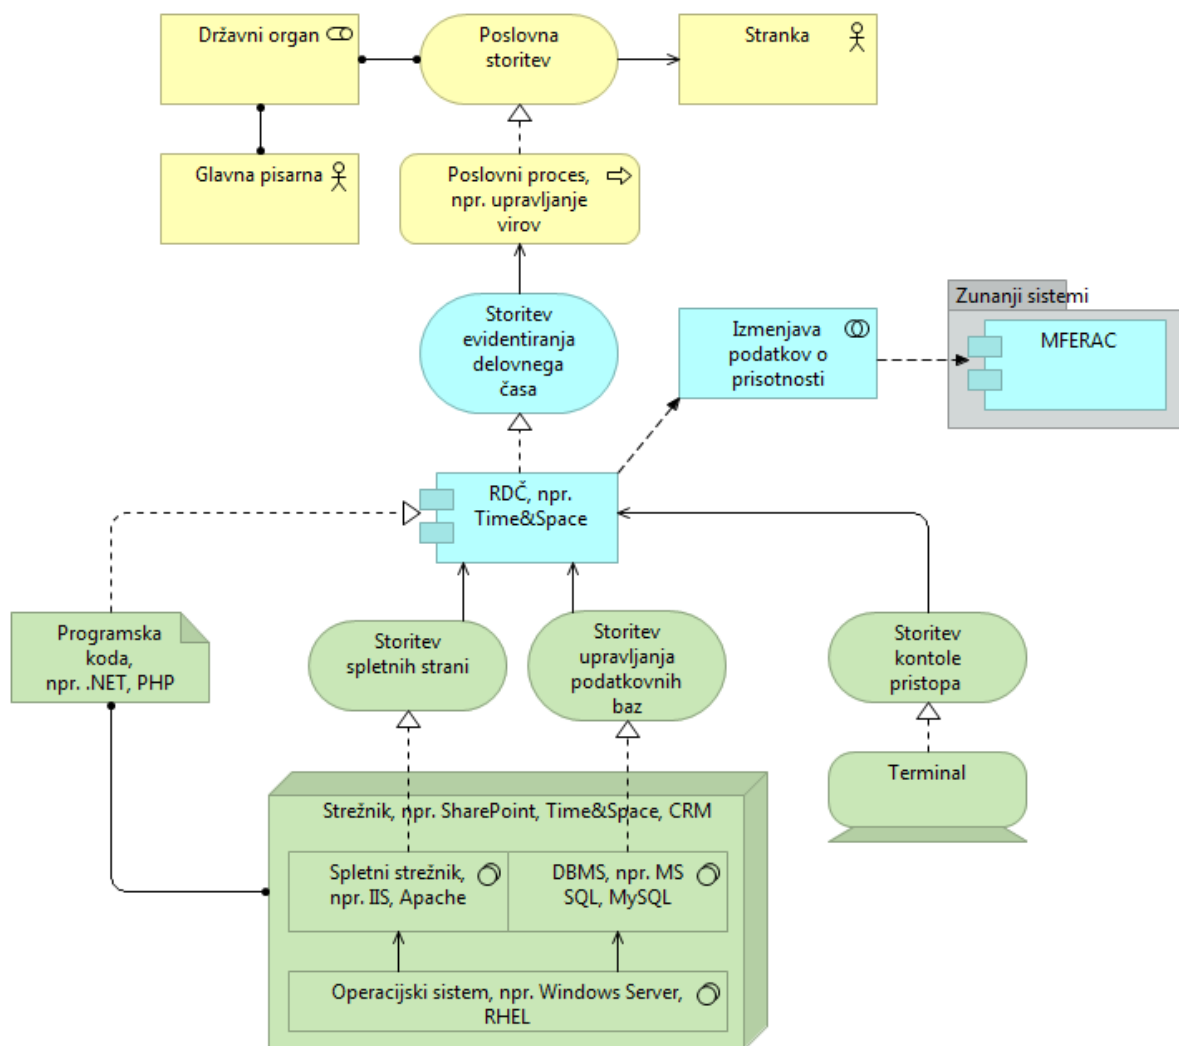 Državni organ
Poslovna
storitev
Stranka
Glavna pisarna
Poslovni proces,
npr. upravljanje
virov
Storitev
evidentiranja
delovnega
časa
Izmenjava
podatkov o
prisotnosti
Zunanji sistemi
MFERAC
RDČ, npr.
Time&Space
Programska
koda,
npr. .NET, PHP
Storitev
spletnih strani
Storitev
upravljanja
podatkovnih
baz
Storitev
kontole
pristopa
Terminal
Strežnik, npr. SharePoint, Time&Space, CRM
Spletni strežnik,
npr. IIS, Apache
DBMS, npr. MS
SQL, MySQL
Operacijski sistem, npr. Windows Server,
RHEL